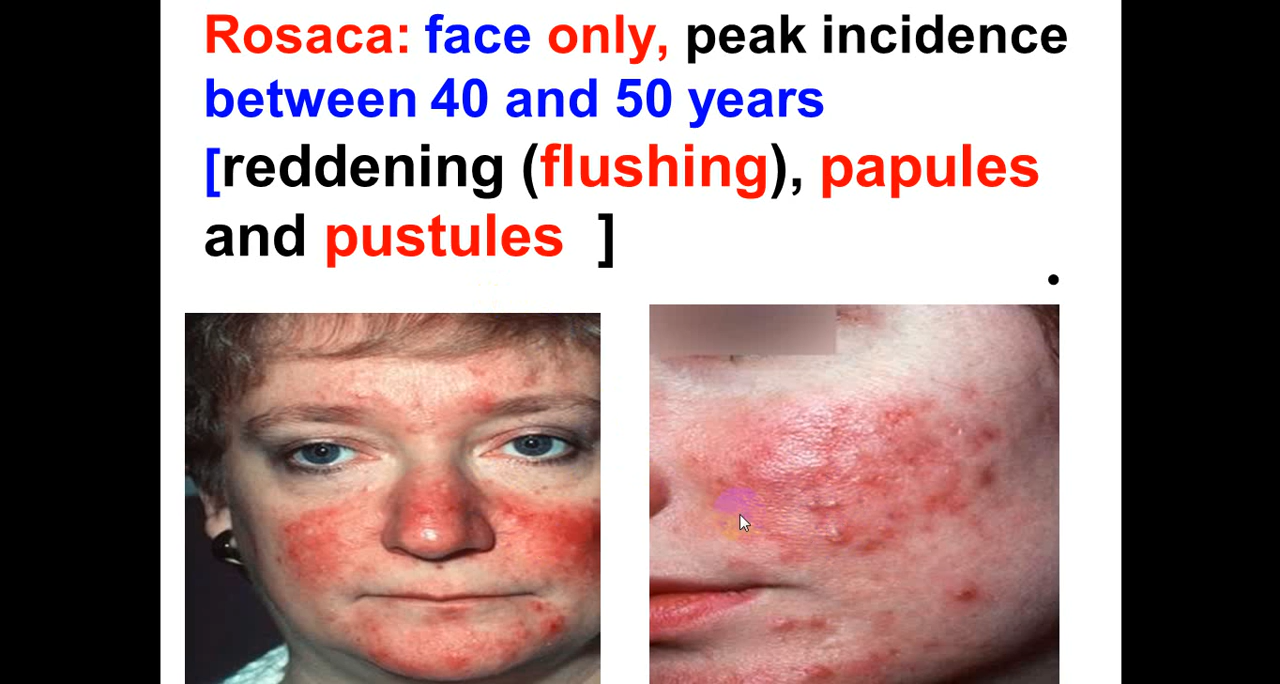 Rosaca: face only, peak incidence
between 40 and 50 years
[reddening (flushing), papules
and pustules ]
.